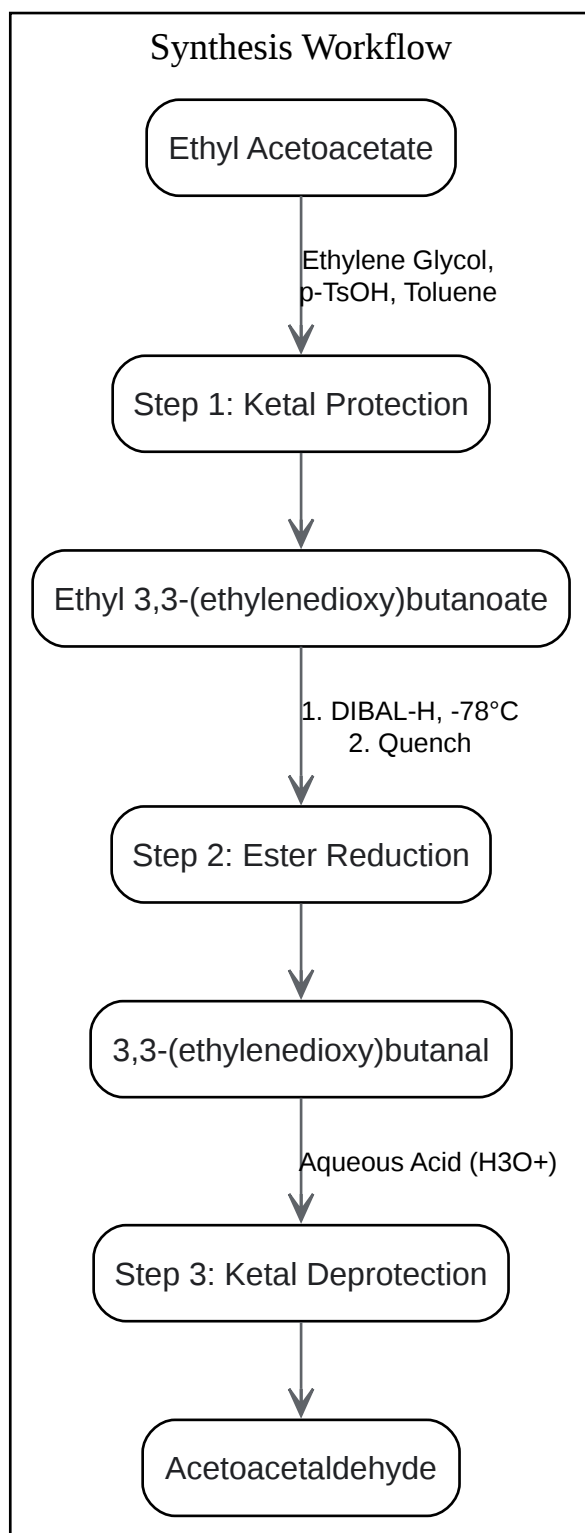 Synthesis Workflow
Ethyl Acetoacetate
Ethylene Glycol,
p-TsOH, Toluene
Step 1: Ketal Protection
Ethyl 3,3-(ethylenedioxy)butanoate
1. DIBAL-H, -78°C
2. Quench
Step 2: Ester Reduction
3,3-(ethylenedioxy)butanal
Aqueous Acid (H3O+)
Step 3: Ketal Deprotection
Acetoacetaldehyde